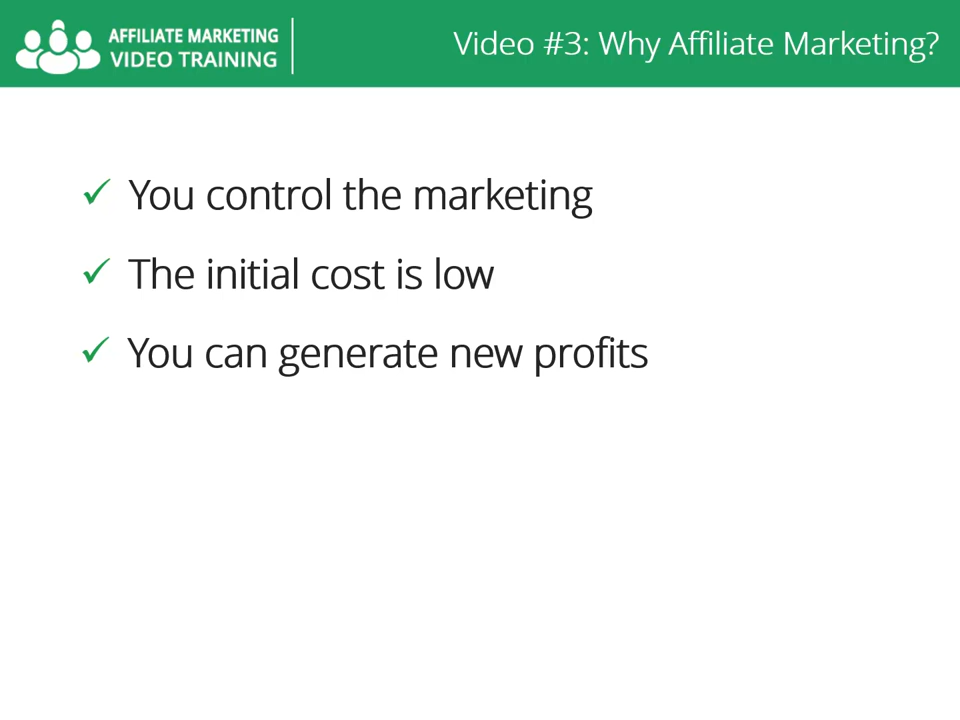 AFFILIATE MARKETING
VIDEO TRAINING
Video #3: Why Affiliate Marketing?
You control the marketing
The initial cost is low
You can generate new profits